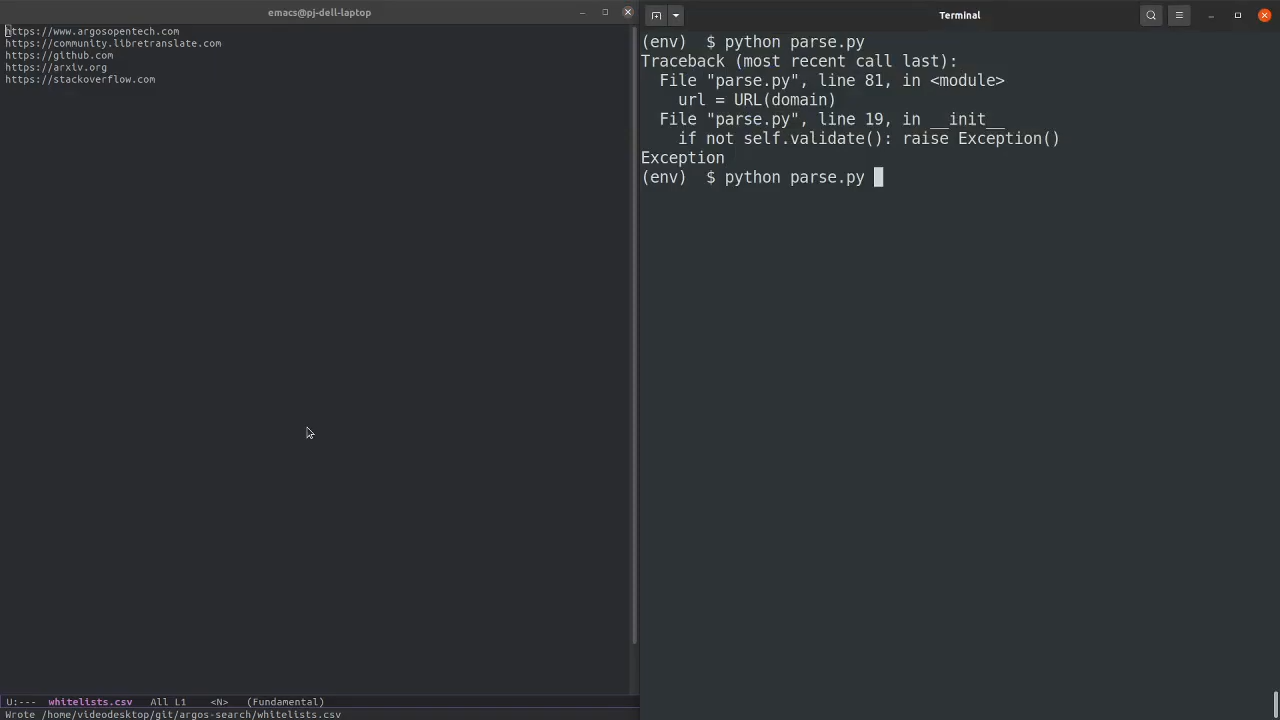 emacs@pj-dell-laptop
https://www.argosopentech.com
https://community.libretranslate.com
https://github.com
https://arxiv.org
https://stackoverflow.com
U:--- whitelists.csv All L1 <N> (Fundamental)
Wrote /home/videodesktop/git/argos-search/whitelists.csv
Terminal
(env) $ python parse.py
Traceback (most recent call last):
File "parse.py", line 81, in <module>
url = URL(domain)
File "parse.py", line 19, in __init__
if not self.validate(): raise Exception()
Exception
(env) $ python parse.py